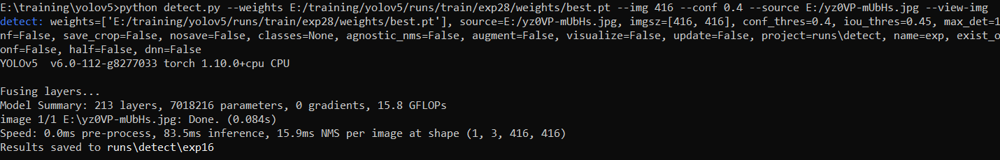 E:\training\yolov5>python detect.py --weights E:/training/yolov5/runs/train/exp28/weights/best.pt --img 416 --conf 0.4 --source E:/yz0VP-mUbHs.jpg --view-img
detect: weights=['E:/training/yolov5/runs/train/exp28/weights/best.pt'], source=E:/yz0VP-mUbHs.jpg, imgsz=[416, 416], conf_thres=0.4, iou_thres=0.45, max_det=1
nf=False, save_crop=False, nosave=False, classes=None, agnostic_nms=False, augment=False, visualize=False, update=False, project=runs\detect, name=exp, exist_o
onf=False, half=False, dnn=False
YOLOv5  v6.0-112-g8277033 torch 1.10.0+cpu CPU
Fusing layers...
Model Summary: 213 layers, 7018216 parameters, 0 gradients, 15.8 GFLOPs
image 1/1 E:\yz0VP-mUbHs.jpg: Done. (0.084s)
Speed: 0.0ms pre-process, 83.5ms inference, 15.9ms NMS per image at shape (1, 3, 416, 416)
Results saved to runs\detect\exp16